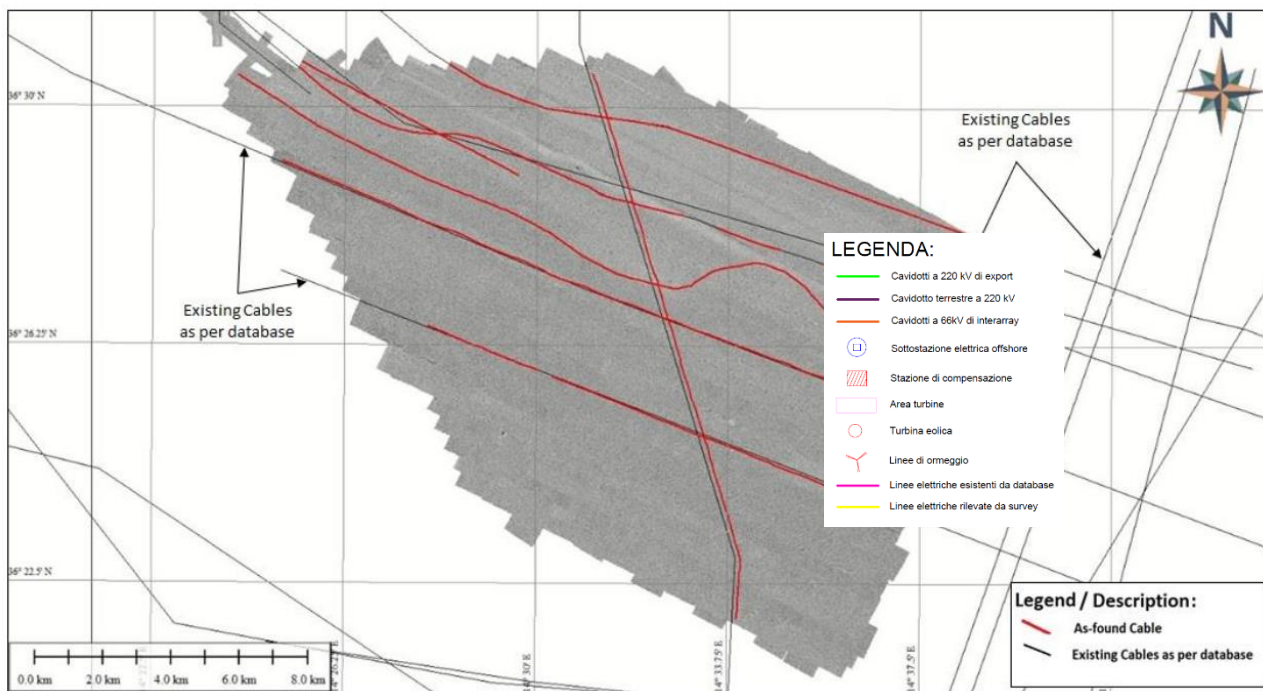 N
36° 30' N
Existing Cables
as per database
LEGENDA:
Cavidotti a 220 kV di export
Cavidotto terrestre a 220 kV
Cavidotti a 66kV di interarray
Sottostazione elettrica offshore
Stazione di compensazione
Area turbine
Turbina eolica
Linee di ormeggio
Linee elettriche esistenti da database
Linee elettriche rilevate da survey
Existing Cables
as per database
36° 26.25' N
36° 22.5' N
Legend / Description:
As-found Cable
Existing Cables as per database
0.0 km
2.0 km
4.0 km
6.0 km
8.0 km
14° 30' E
14° 33.75' E
14° 37.5' E